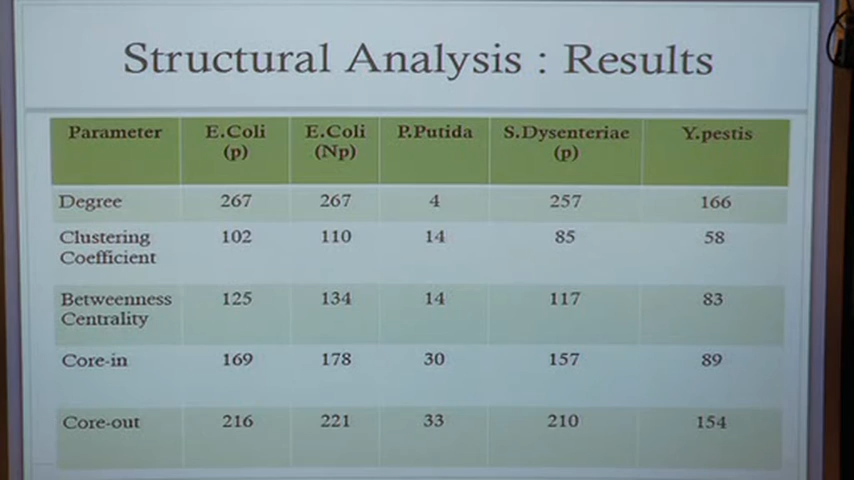 Structural Analysis : Results
Parameter E.Coli (p) E.Coli (Np) P.Putida S.Dysenteriae (p) Y.pestis
Degree 267 267 4 257 166
Clustering Coefficient 102 110 14 85 58
Betweenness Centrality 125 134 14 117 83
Core-in 169 178 30 157 89
Core-out 216 221 33 210 154